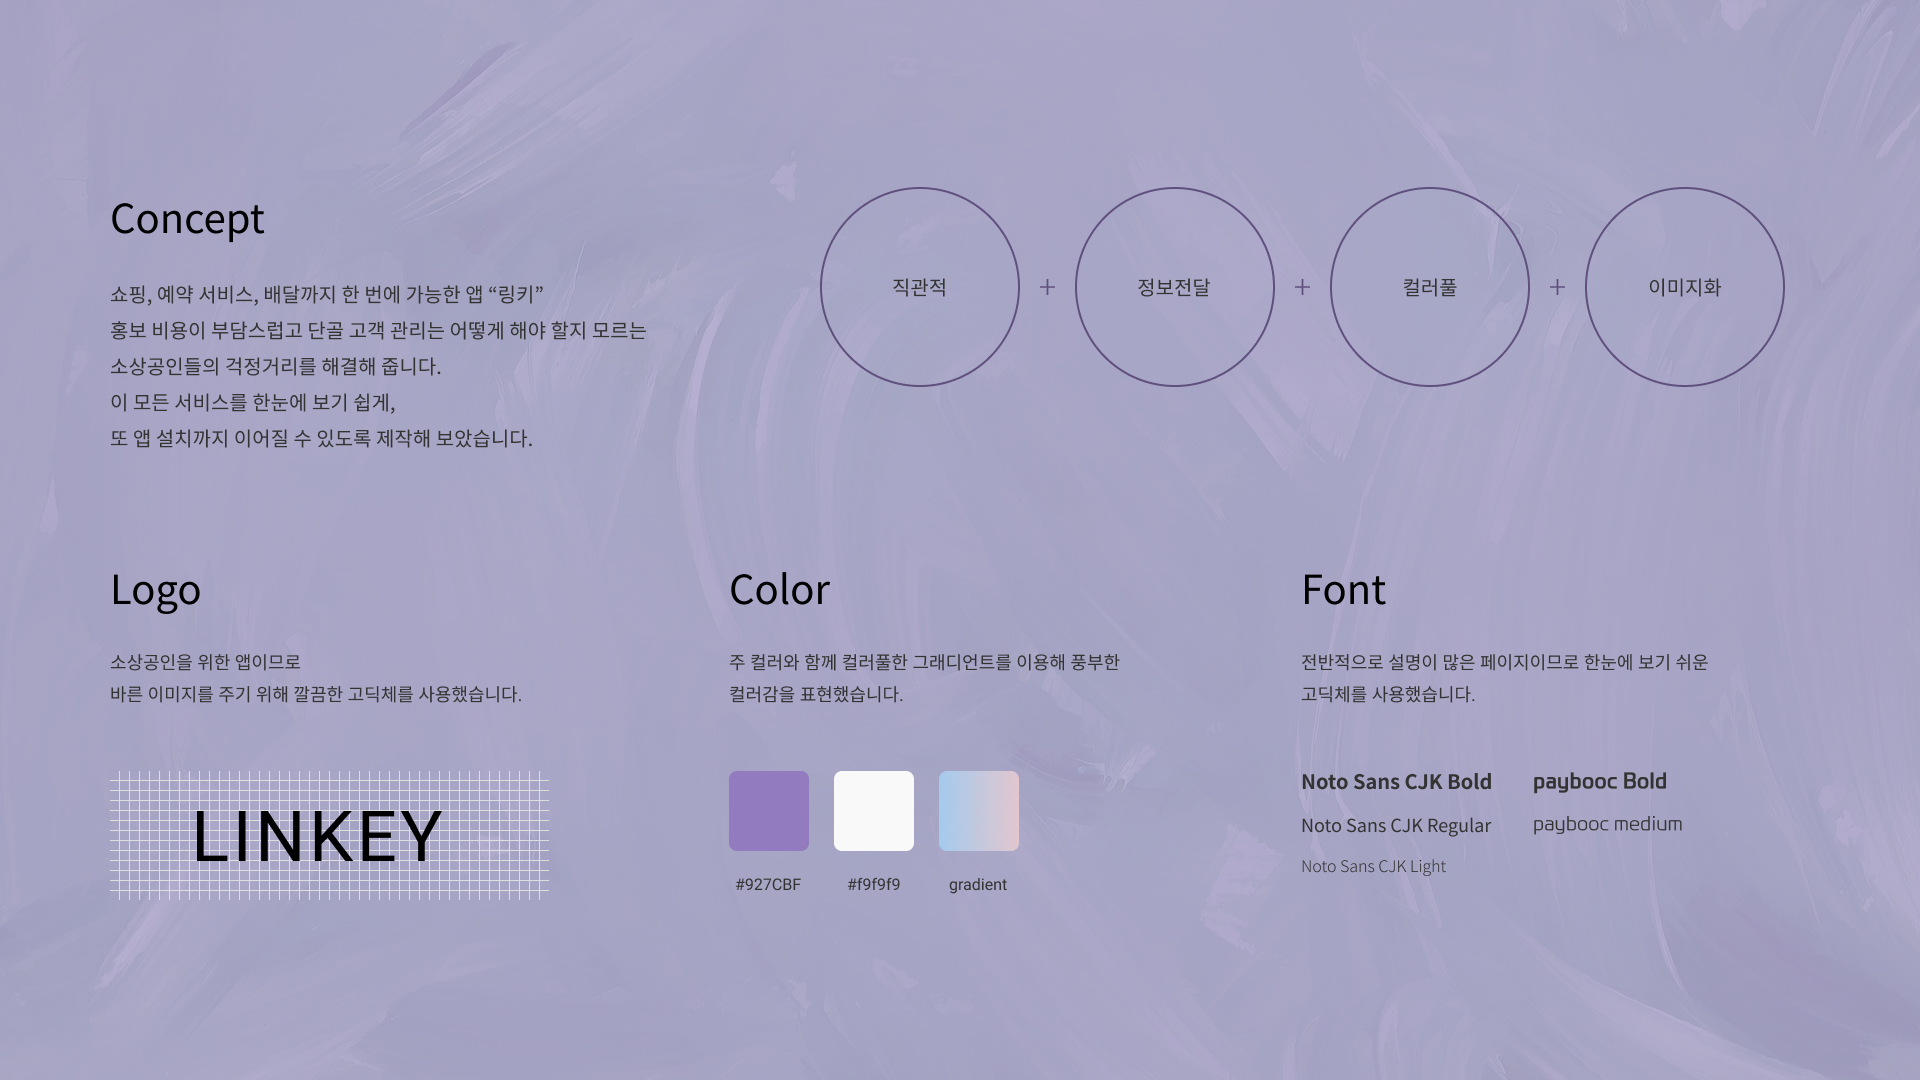 Concept
쇼핑, 예약 서비스, 배달까지 한 번에 가능한 앱 “링키”
홍보 비용이 부담스럽고 단골 고객 관리는 어떻게 해야 할지 모르는
소상공인들의 걱정거리를 해결해 줍니다.
이 모든 서비스를 한눈에 보기 쉽게,
또 앱 설치까지 이어질 수 있도록 제작해 보았습니다.
직관적 + 정보전달 + 컬러풀 + 이미지화
Logo
소상공인을 위한 앱이므로
바른 이미지를 주기 위해 깔끔한 고딕체를 사용했습니다.
LINKEY
Color
주 컬러와 함께 컬러풀한 그래디언트를 이용해 풍부한
컬러감을 표현했습니다.
#927CBF
#f9f9f9
gradient
Font
전반적으로 설명이 많은 페이지이므로 한눈에 보기 쉬운
고딕체를 사용했습니다.
Noto Sans CJK Bold
Noto Sans CJK Regular
Noto Sans CJK Light
paybooc Bold
paybooc medium